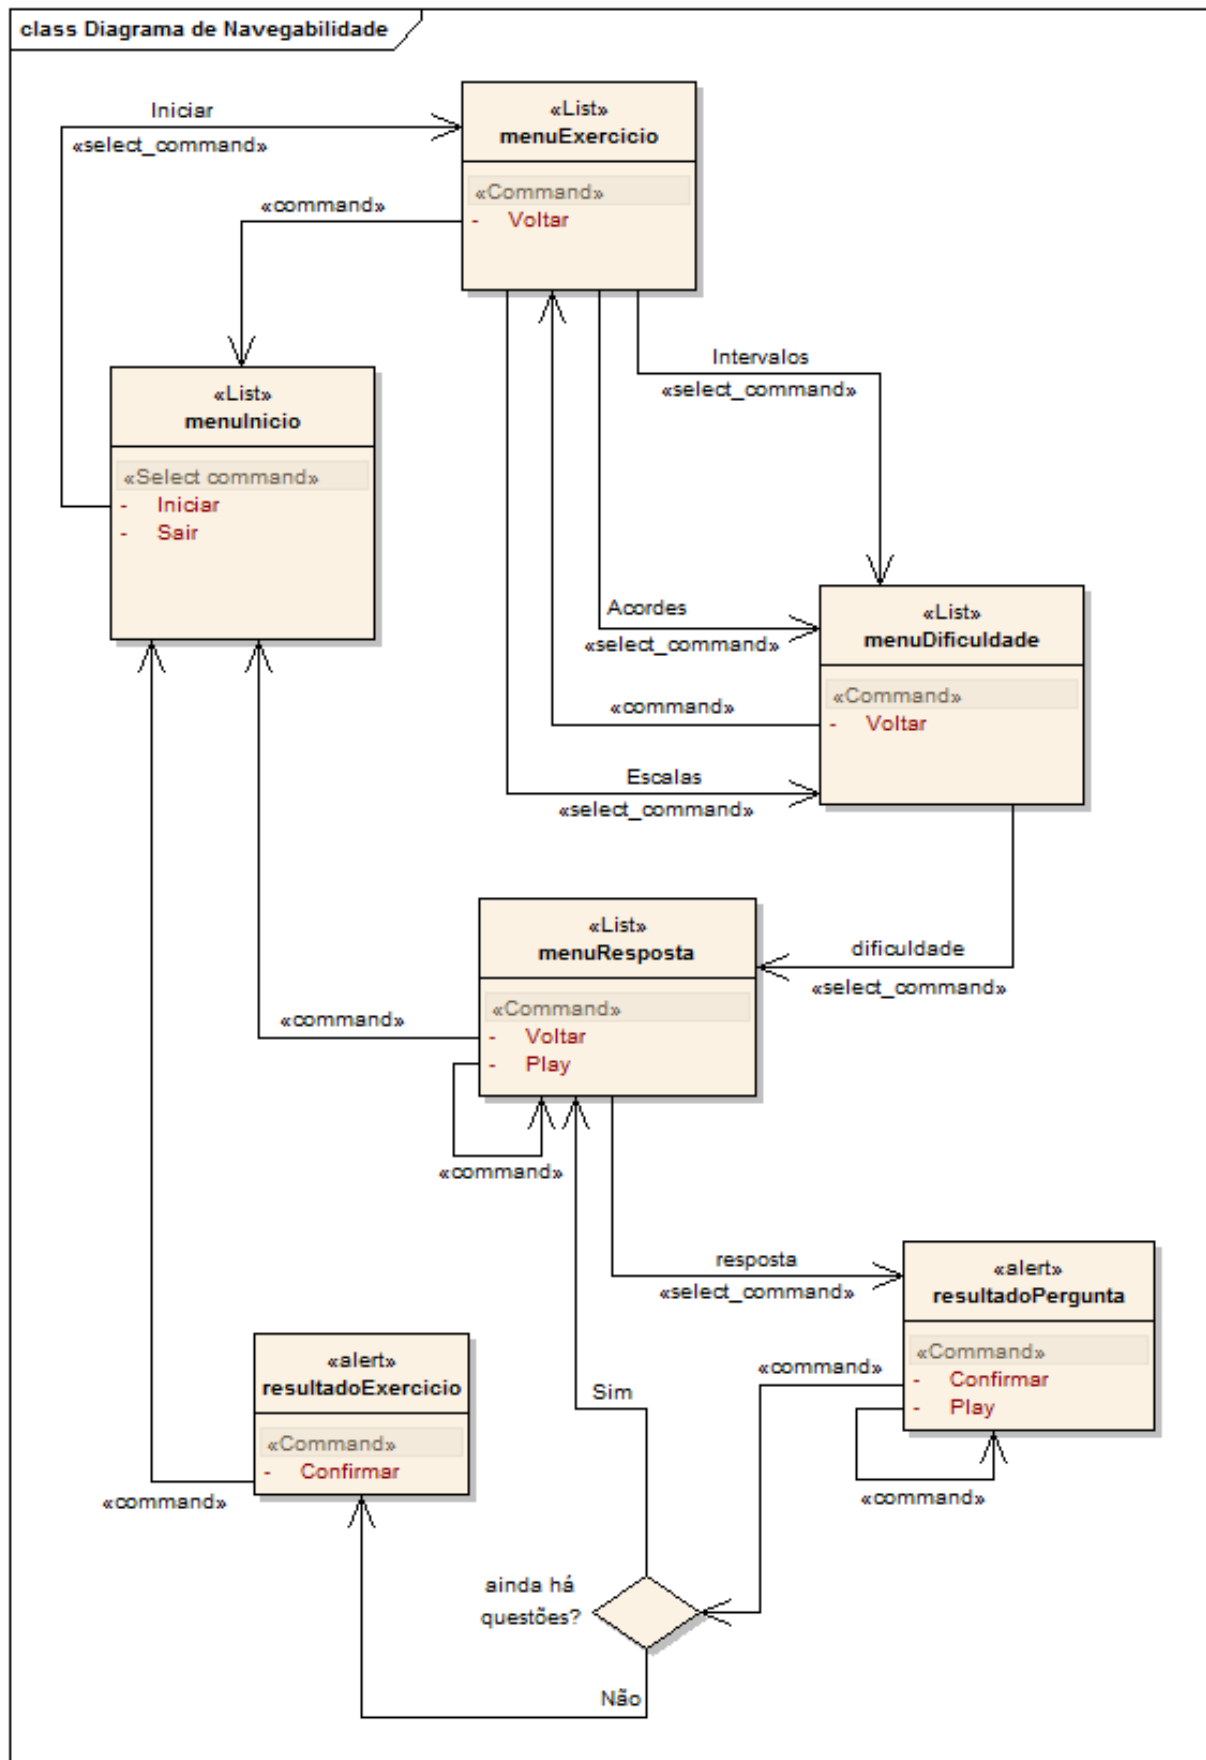 class Diagrama de Navegabilidade
«List»
menuExercicio
«Command»
- Voltar
Iniciar
«select_command»
«command»
«List»
menuInicio
«Select command»
- Iniciar
- Sair
Intervalos
«select_command»
Acordes
«select_command»
«List»
menuDificuldade
«Command»
- Voltar
«command»
Escalas
«select_command»
«List»
menuResposta
«Command»
- Voltar
- Play
dificuldade
«select_command»
«command»
«command»
resposta
«select_command»
«alert»
resultadoPergunta
«Command»
- Confirmar
- Play
«command»
«command»
Sim
«alert»
resultadoExercicio
«Command»
- Confirmar
«command»
ainda há
questões?
Não